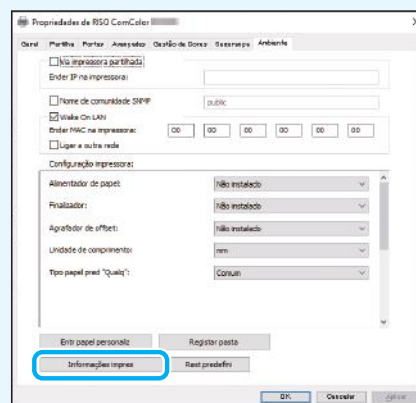 Propriedades de RISO ComColor
Geral Partilha Portas Avançadas Gestão de Cores Segurança Ambiente
Via impressora partilhada
Ender IP na impressora:
Nome de comunidade SNMP public
Wake On LAN
Ender MAC na impressora: 00 00 00 00 00 00
Ligar a outra rede
Configuração impressora:
Alimentador de papel: Não instalado
Finalizador: Não instalado
Agrafador de offset: Não instalado
Unidade de comprimento: mm
Tipo papel pred "Qualq": Comum
Entr papel personaliz Registar pasta
Informações impres Rest predefini
OK Cancelar Aplicar